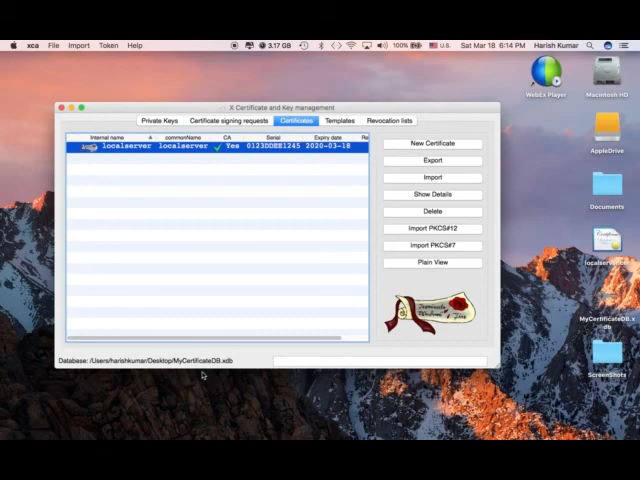 xca File Import Token Help 3.17 GB 100% U.S. Sat Mar 18 6:14 PM Harish Kumar
WebEx Player
Macintosh HD
X Certificate and Key management
Private Keys Certificate signing requests Certificates Templates Revocation lists
Internal name commonName CA Serial Expiry date Re
localserver localserver Yes 0123DDEE1245 2020-03-18
New Certificate
Export
Import
Show Details
Delete
Import PKCS#12
Import PKCS#7
Plain View
AppleDrive
Documents
MyCertificateDB.x
db
ScreenShots
Database: /Users/harishkumar/Desktop/MyCertificateDB.xdb